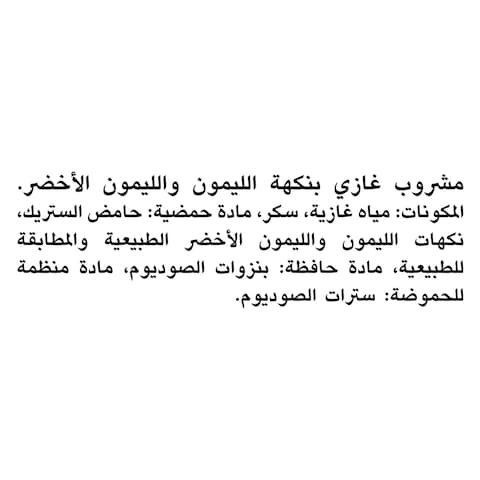 مشروب غازي بنكهة الليمون والليمون الأخضر.
المكونات: مياه غازية، سكر، مادة حمضية: حامض الستريك،
نكهات الليمون والليمون الأخضر الطبيعية والمطابقة
للطبيعية، مادة حافظة: بنزوات الصوديوم، مادة منظمة
للحموضة: سترات الصوديوم.